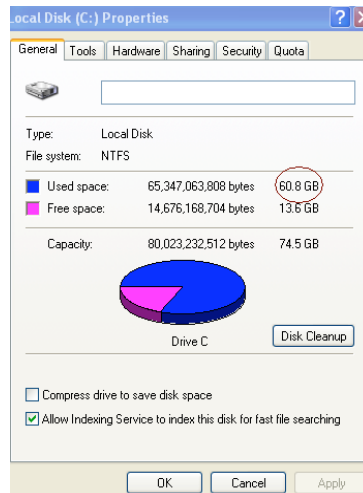 Local Disk (C:) Properties
General Tools Hardware Sharing Security Quota
Type: Local Disk
File system: NTFS
Used space: 65,347,063,808 bytes 60.8 GB
Free space: 14,676,168,704 bytes 13.6 GB
Capacity: 80,023,232,512 bytes 74.5 GB
Drive C
Disk Cleanup
Compress drive to save disk space
Allow Indexing Service to index this disk for fast file searching
OK Cancel Apply